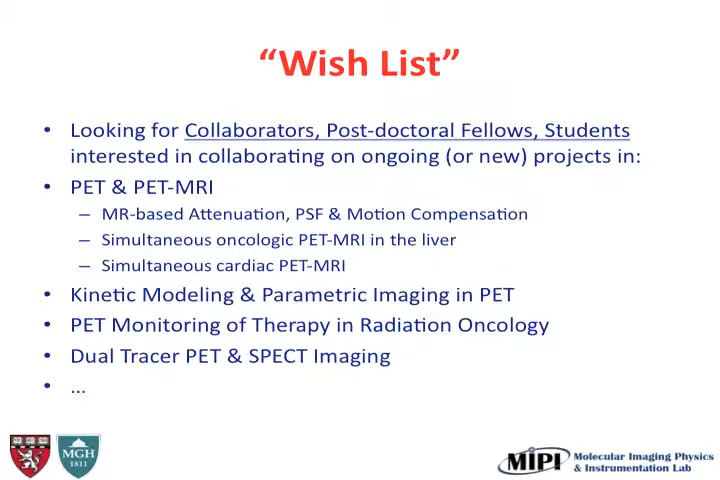 “Wish List”
• Looking for Collaborators, Post-doctoral Fellows, Students
interested in collaborating on ongoing (or new) projects in:
• PET & PET-MRI
– MR-based Attenuation, PSF & Motion Compensation
– Simultaneous oncologic PET-MRI in the liver
– Simultaneous cardiac PET-MRI
• Kinetic Modeling & Parametric Imaging in PET
• PET Monitoring of Therapy in Radiation Oncology
• Dual Tracer PET & SPECT Imaging
• ...
MGH
1811
MIPI
Molecular Imaging Physics
& Instrumentation Lab